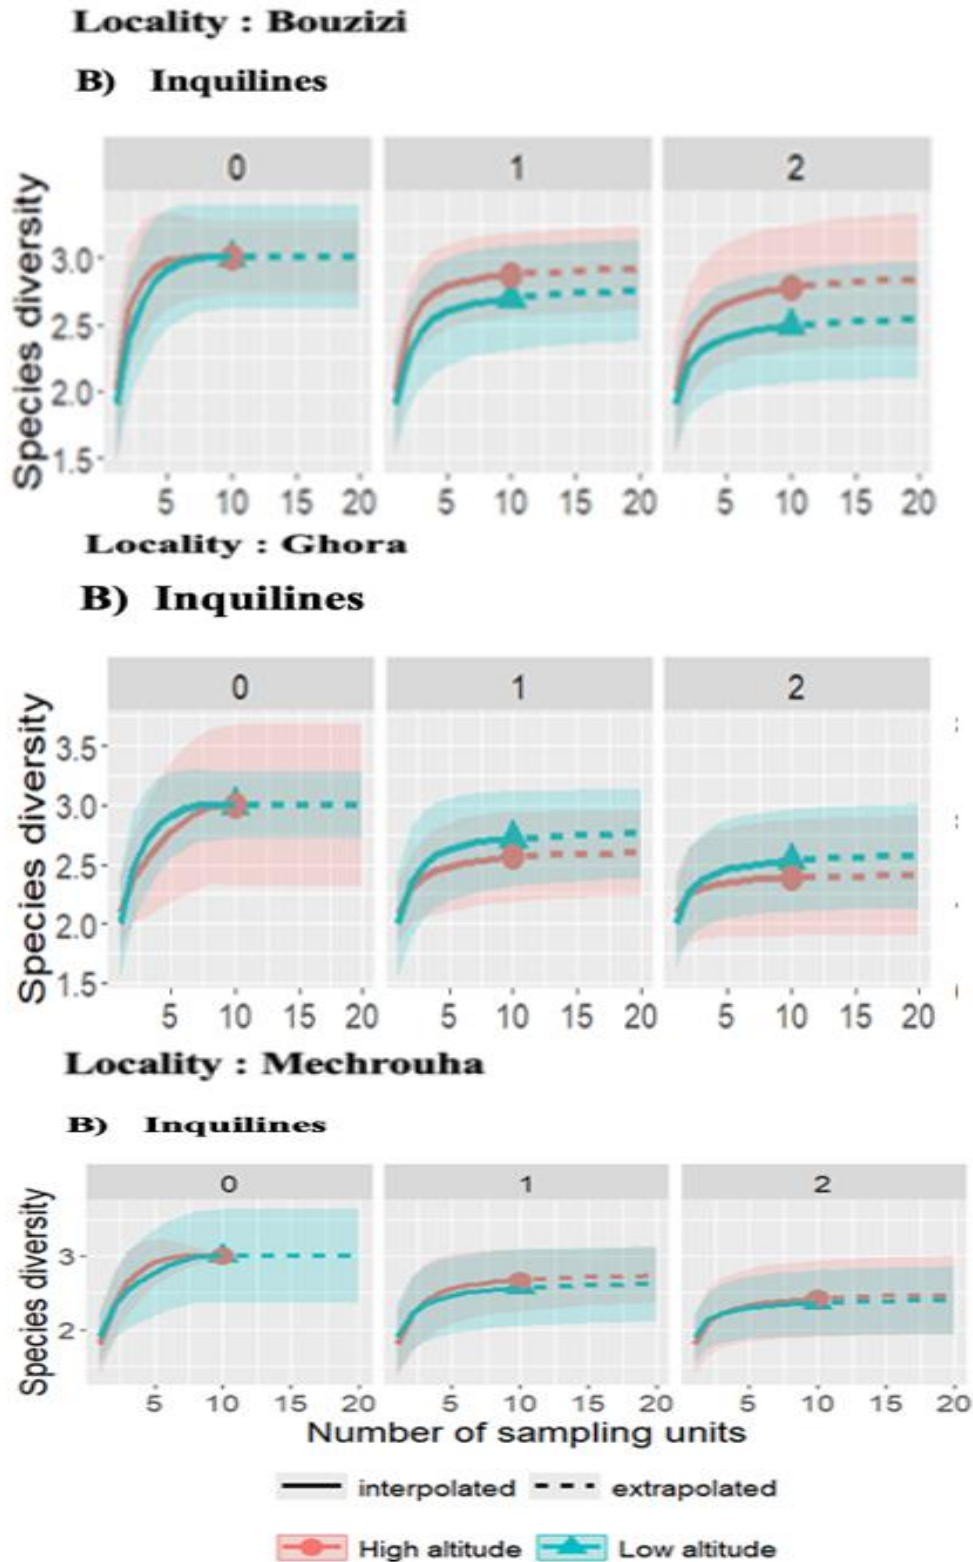 Locality : Bouzizi
B) Inquilines
0 1 2
Species diversity
3.0
2.5
2.0
1.5
5 10 15 20 5 10 15 20 5 10 15 20
Locality : Ghora
B) Inquilines
0 1 2
Species diversity
3.5
3.0
2.5
2.0
1.5
5 10 15 20 5 10 15 20 5 10 15 20
Locality : Mechrouha
B) Inquilines
0 1 2
Species diversity
3
2
5 10 15 20 5 10 15 20 5 10 15 20
Number of sampling units
interpolated extrapolated
High altitude Low altitude